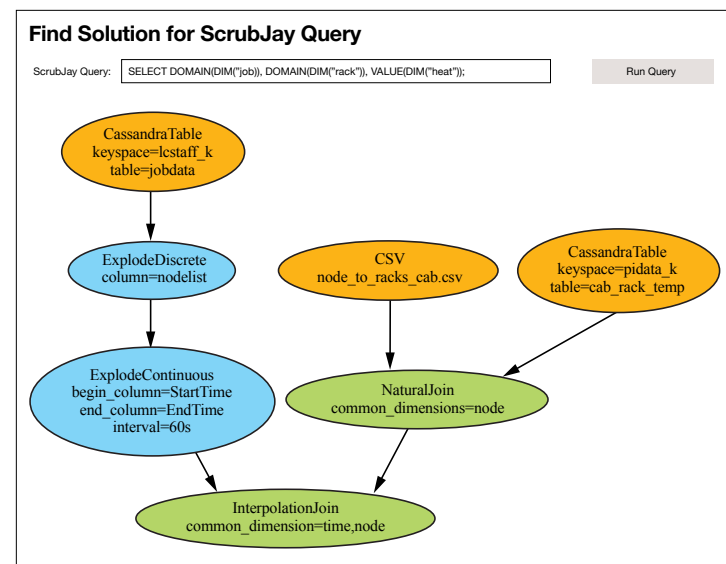 Find Solution for ScrubJay Query
ScrubJay Query:
SELECT DOMAIN(DIM("job)), DOMAIN(DIM("rack")), VALUE(DIM("heat"));
Run Query
CassandraTable
keyspace=lcstaff_k
table=jobdata
ExplodeDiscrete
column=nodelist
CSV
node_to_racks_cab.csv
CassandraTable
keyspace=pidata_k
table=cab_rack_temp
ExplodeContinuous
begin_column=StartTime
end_column=EndTime
interval=60s
NaturalJoin
common_dimensions=node
InterpolationJoin
common_dimension=time,node